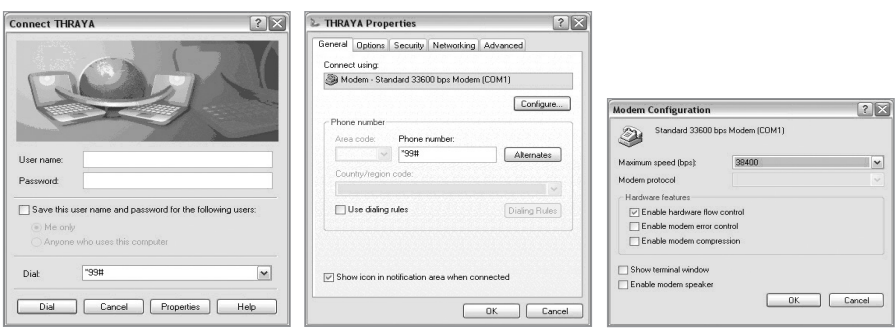 Connect THRAYA
User name:
Password:
Save this user name and password for the following users:
Me only
Anyone who uses this computer
Dial: *99#
Dial Cancel Properties Help
THRAYA Properties
General Options Security Networking Advanced
Connect using:
Modem - Standard 33600 bps Modem (COM1)
Configure...
Phone number
Area code: Phone number:
*99# Alternates
Country/region code:
Use dialing rules Dialing Rules
Show icon in notification area when connected
OK Cancel
Modem Configuration
Standard 33600 bps Modem (COM1)
Maximum speed (bps): 38400
Modem protocol
Hardware features
Enable hardware flow control
Enable modem error control
Enable modem compression
Show terminal window
Enable modem speaker
OK Cancel